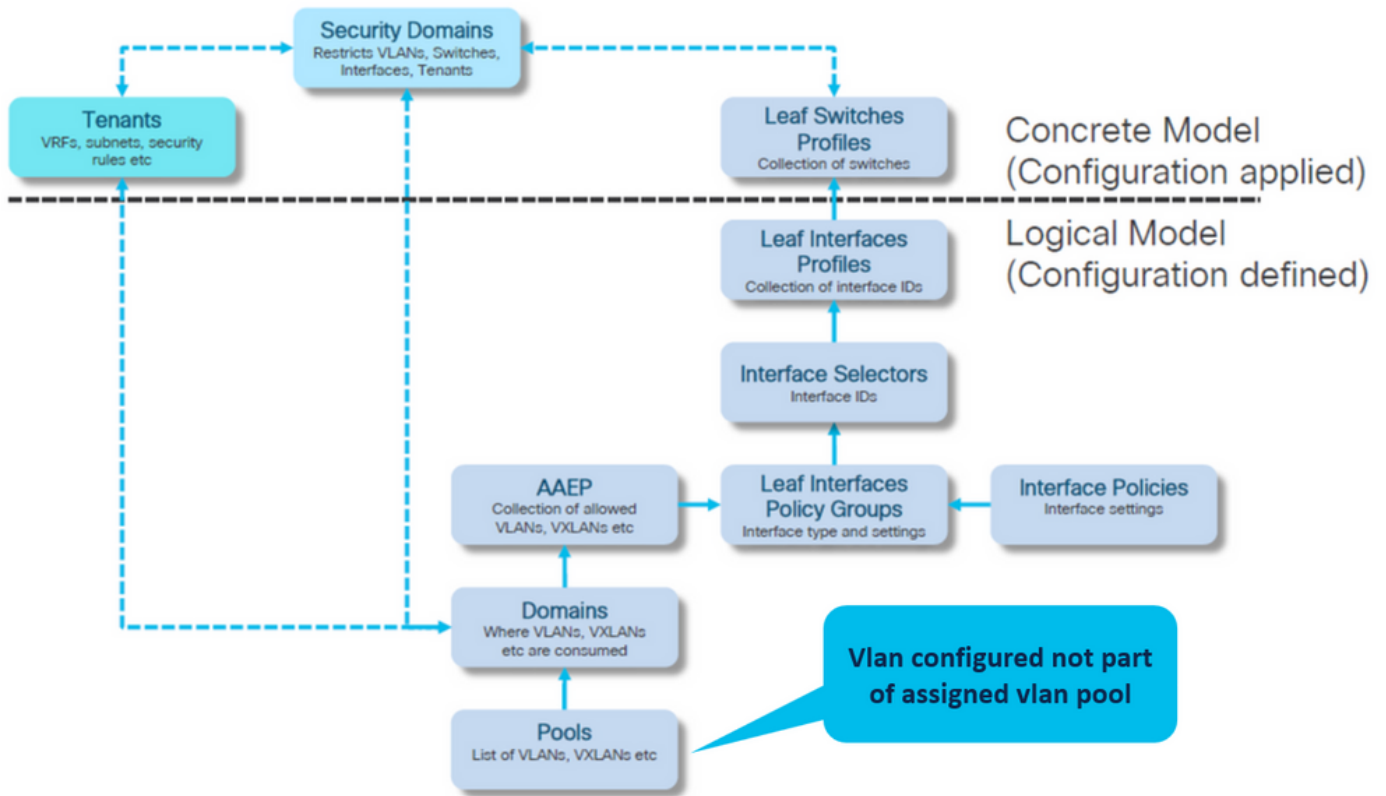 Security Domains
Restricts VLANs, Switches,
Interfaces, Tenants
Tenants
VRFs, subnets, security
rules etc
Leaf Switches
Profiles
Collection of switches
Concrete Model
(Configuration applied)
Leaf Interfaces
Profiles
Collection of interface IDs
Logical Model
(Configuration defined)
Interface Selectors
Interface IDs
AAEP
Collection of allowed
VLANs, VXLANs etc
Leaf Interfaces
Policy Groups
Interface type and settings
Interface Policies
Interface settings
Domains
Where VLANs, VXLANs
etc are consumed
Vlan configured not part
of assigned vlan pool
Pools
List of VLANs, VXLANs etc